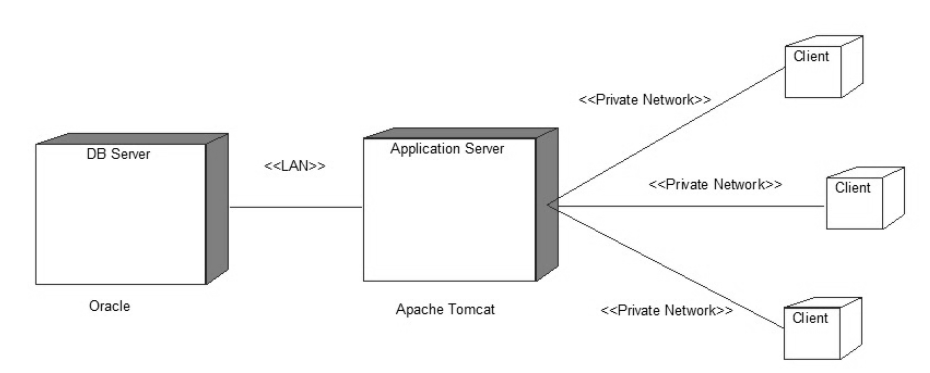 DB Server
<<LAN>>
Application Server
<<Private Network>>
Client
<<Private Network>>
Client
<<Private Network>>
Client
Oracle
Apache Tomcat